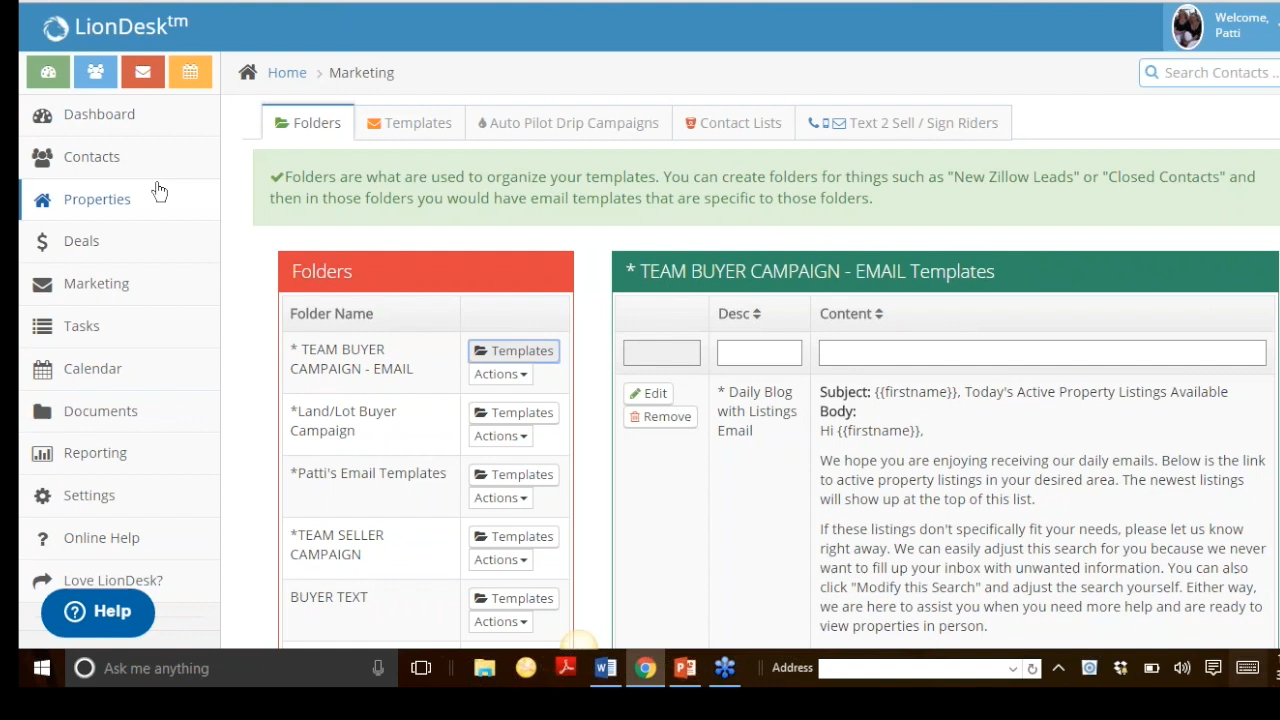 LionDesk™
Welcome,
Patti
Home > Marketing
Search Contacts ...
Dashboard
Contacts
Properties
Deals
Marketing
Tasks
Calendar
Documents
Reporting
Settings
Online Help
Love LionDesk?
Help
Folders
Templates
Auto Pilot Drip Campaigns
Contact Lists
Text 2 Sell / Sign Riders
Folders are what are used to organize your templates. You can create folders for things such as "New Zillow Leads" or "Closed Contacts" and
then in those folders you would have email templates that are specific to those folders.
Folders
Folder Name
* TEAM BUYER
CAMPAIGN - EMAIL
Templates
Actions
*Land/Lot Buyer
Campaign
Templates
Actions
*Patti's Email Templates
Templates
Actions
*TEAM SELLER
CAMPAIGN
Templates
Actions
BUYER TEXT
Templates
Actions
* TEAM BUYER CAMPAIGN - EMAIL Templates
Desc
Content
Edit
Remove
* Daily Blog
with Listings
Email
Subject: {{firstname}}, Today's Active Property Listings Available
Body:
Hi {{firstname}},
We hope you are enjoying receiving our daily emails. Below is the link
to active property listings in your desired area. The newest listings
will show up at the top of this list.
If these listings don't specifically fit your needs, please let us know
right away. We can easily adjust this search for you because we never
want to fill up your inbox with unwanted information. You can also
click "Modify this Search" and adjust the search yourself. Either way,
we are here to assist you when you need more help and are ready to
view properties in person.
Ask me anything
Address